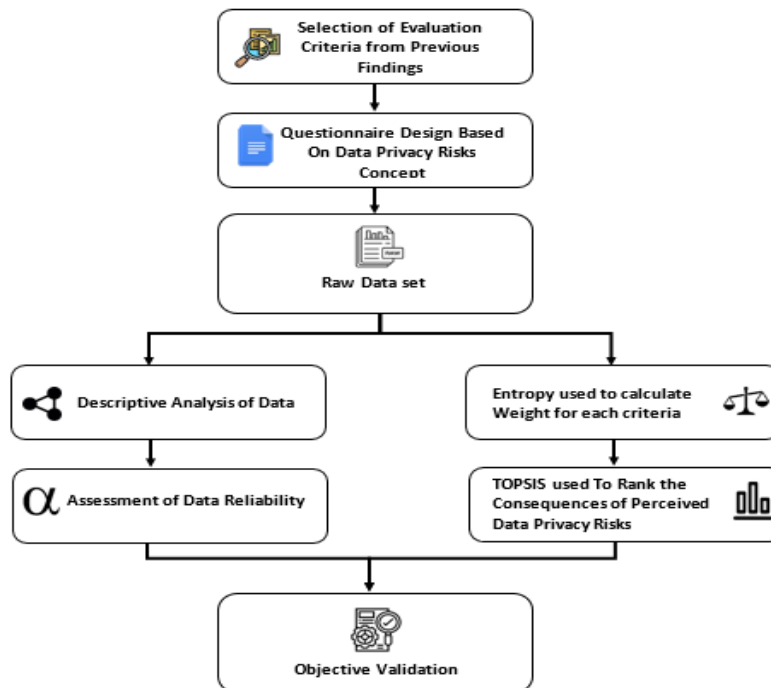 Selection of Evaluation
Criteria from Previous
Findings
Questionnaire Design Based
On Data Privacy Risks
Concept
Raw Data set
Descriptive Analysis of Data
Entropy used to calculate
Weight for each criteria
α Assessment of Data Reliability
TOPSIS used To Rank the
Consequences of Perceived
Data Privacy Risks
Objective Validation